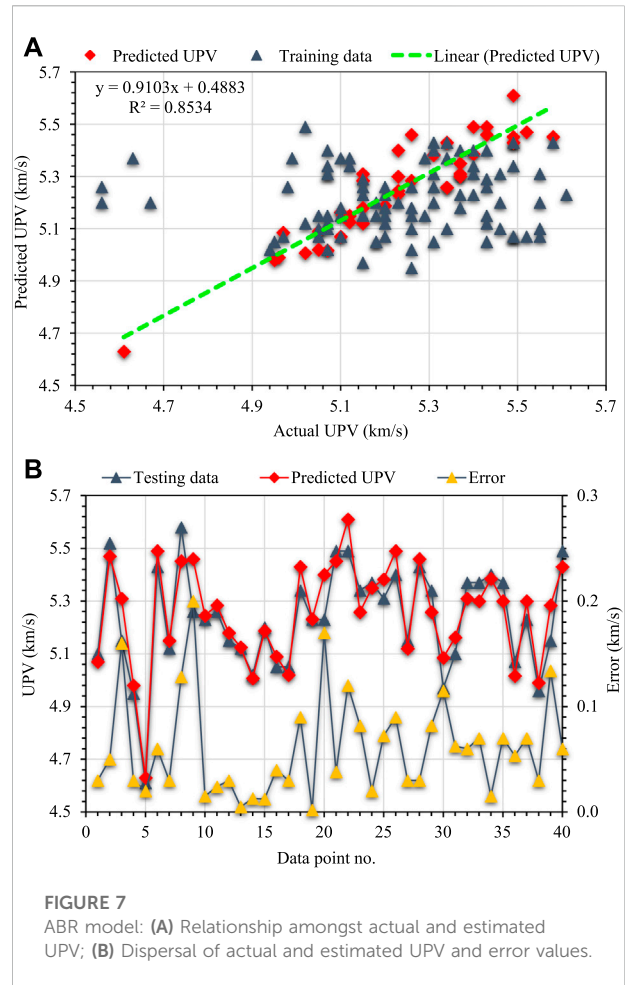 A
Predicted UPV
Training data
Linear (Predicted UPV)
y = 0.9103x + 0.4883
R² = 0.8534
5.7
5.5
5.3
5.1
4.9
4.7
4.5
Predicted UPV (km/s)
4.5 4.7 4.9 5.1 5.3 5.5 5.7
Actual UPV (km/s)
B
Testing data
Predicted UPV
Error
5.7
5.5
5.3
5.1
4.9
4.7
4.5
UPV (km/s)
0.3
0.2
0.1
0.0
Error (km/s)
0 5 10 15 20 25 30 35 40
Data point no.
FIGURE 7
ABR model: (A) Relationship amongst actual and estimated
UPV; (B) Dispersal of actual and estimated UPV and error values.